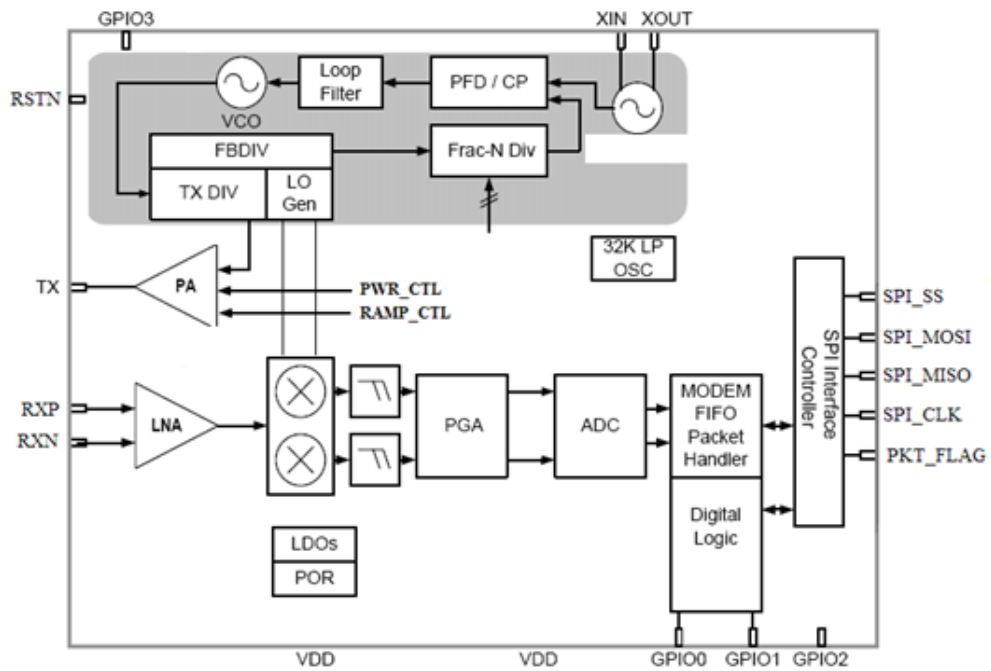 GPIO3
XIN
XOUT
RSTN
VCO
Loop
Filter
PFD / CP
FBDIV
TX DIV
LO
Gen
Frac-N Div
32K LP
OSC
TX
PA
PWR_CTL
RAMP_CTL
RXP
RXN
LNA
PGA
ADC
MODEM
FIFO
Packet
Handler
Digital
Logic
SPI Interface
Controller
SPI_SS
SPI_MOSI
SPI_MISO
SPI_CLK
PKT_FLAG
LDOs
POR
VDD
VDD
GPIO0
GPIO1
GPIO2